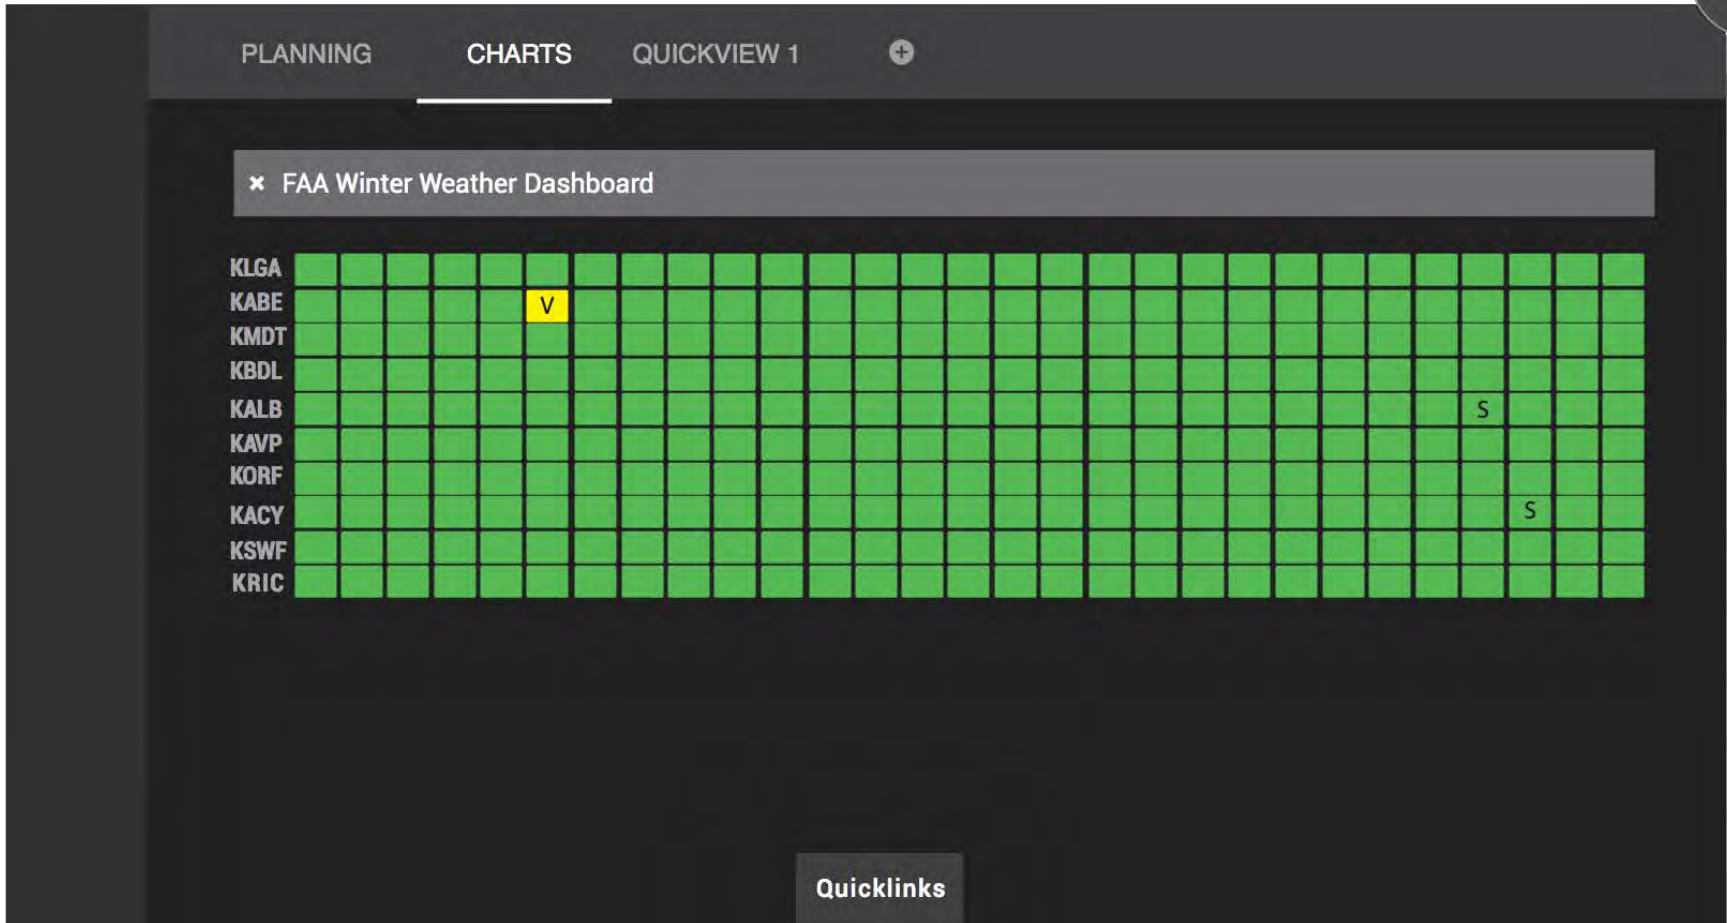 PLANNING CHARTS QUICKVIEW 1
× FAA Winter Weather Dashboard
KLGA
KABE V
KMDT
KBDL
KALB S
KAVP
KORF
KACY S
KSWF
KRIC
Quicklinks